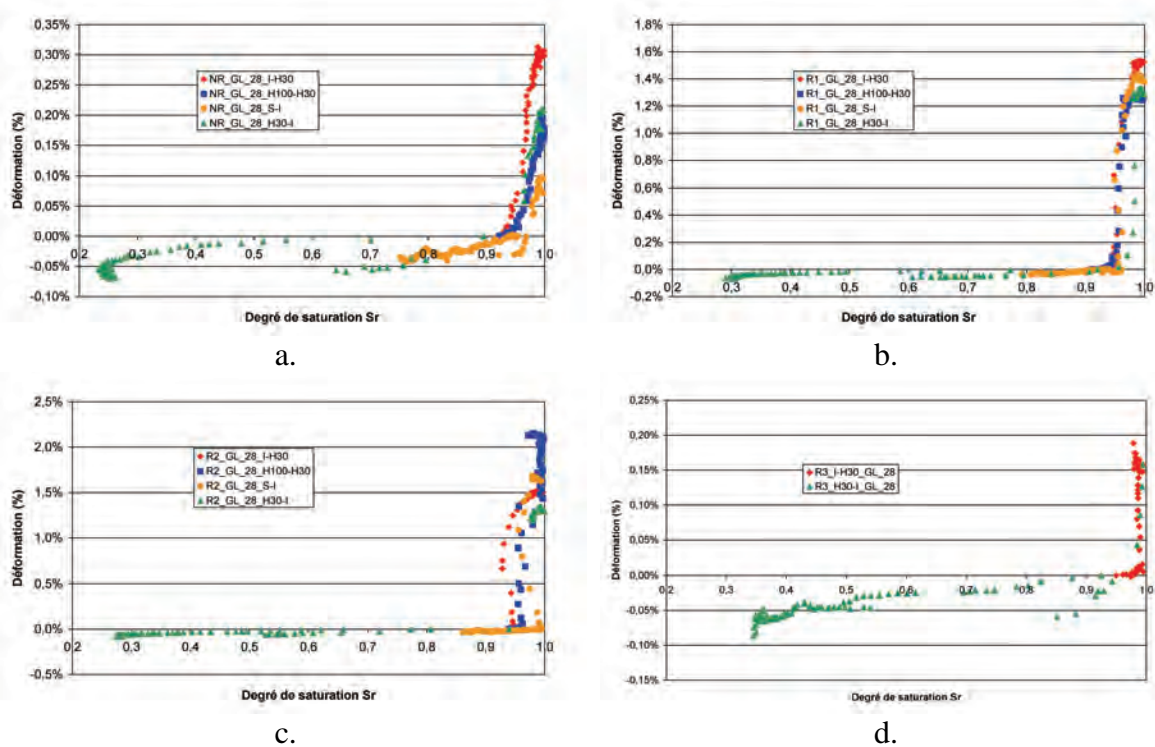 0,35%
0,30%
0,25%
0,20%
0,15%
0,10%
0,05%
0,00%
-0,05%
-0,10%
Déformation (%)
NR_GL_28_I-H30
NR_GL_28_H100-H30
NR_GL_28_S-I
NR_GL_28_H30-I
0,2 0,3 0,4 0,5 0,6 0,7 0,8 0,9 1,0
Degré de saturation Sr
a.
1,8%
1,6%
1,4%
1,2%
1,0%
0,8%
0,6%
0,4%
0,2%
0,0%
-0,2%
Déformation (%)
R1_GL_28_I-H30
R1_GL_28_H100-H30
R1_GL_28_S-I
R1_GL_28_H30-I
0,2 0,3 0,4 0,5 0,6 0,7 0,8 0,9 1,0
Degré de saturation Sr
b.
2,5%
2,0%
1,5%
1,0%
0,5%
0,0%
-0,5%
Déformation (%)
R2_GL_28_I-H30
R2_GL_28_H100-H30
R2_GL_28_S-I
R2_GL_28_H30-I
0,2 0,3 0,4 0,5 0,6 0,7 0,8 0,9 1,0
Degré de saturation Sr
c.
0,25%
0,20%
0,15%
0,10%
0,05%
0,00%
-0,05%
-0,10%
-0,15%
Déformation (%)
R3_I-H30_GL_28
R3_H30-I_GL_28
0,2 0,3 0,4 0,5 0,6 0,7 0,8 0,9 1,0
Degré de saturation Sr
d.